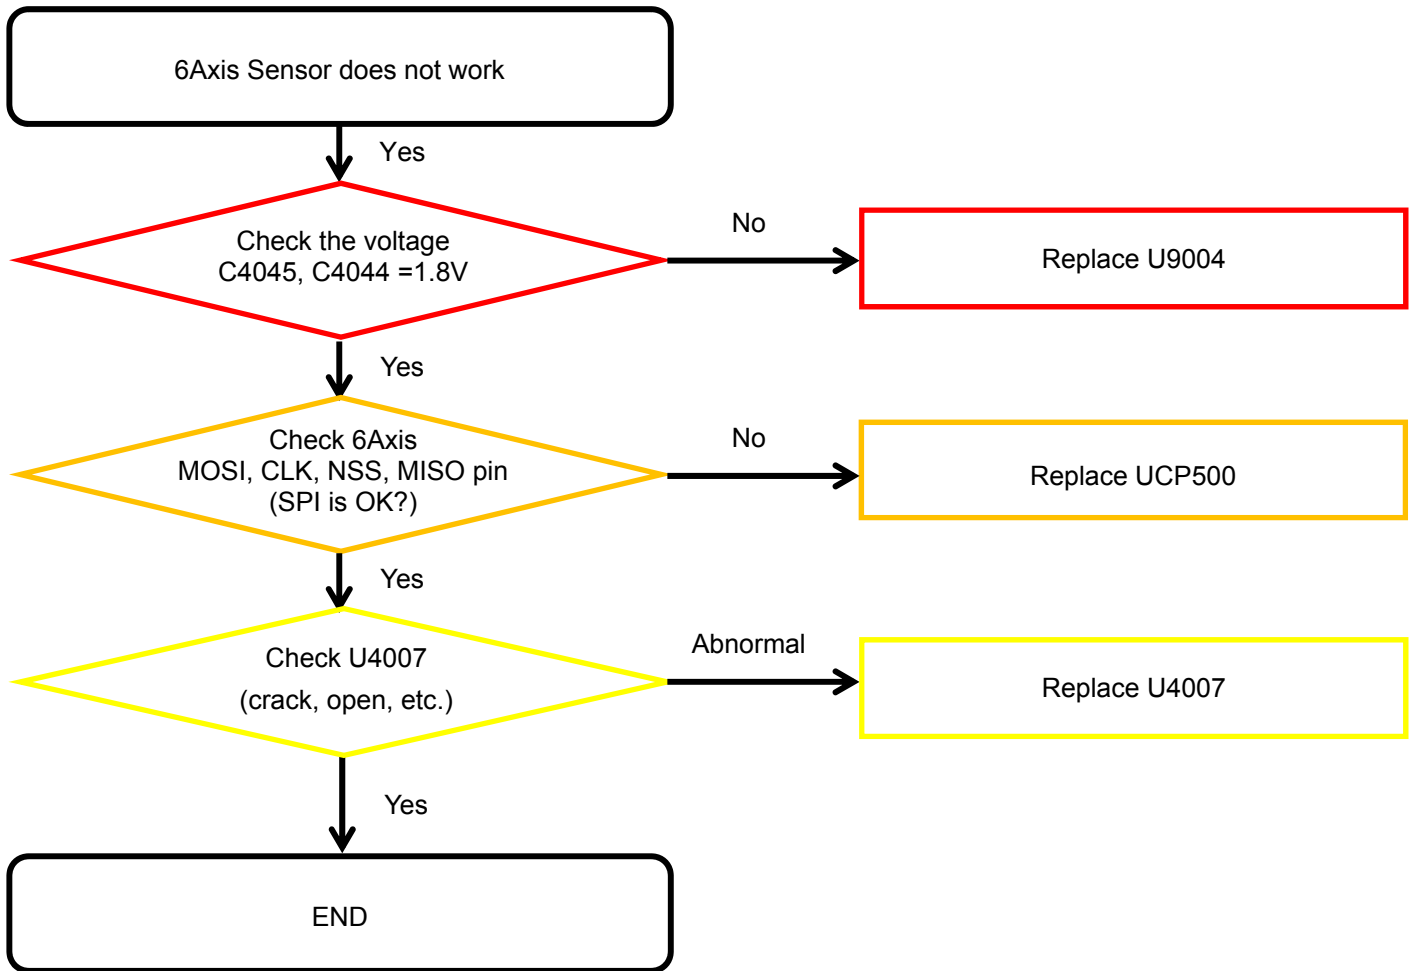 6Axis Sensor does not work
Yes
Check the voltage
C4045, C4044 =1.8V
No
Replace U9004
Yes
Check 6Axis
MOSI, CLK, NSS, MISO pin
(SPI is OK?)
No
Replace UCP500
Yes
Check U4007
(crack, open, etc.)
Abnormal
Replace U4007
Yes
END